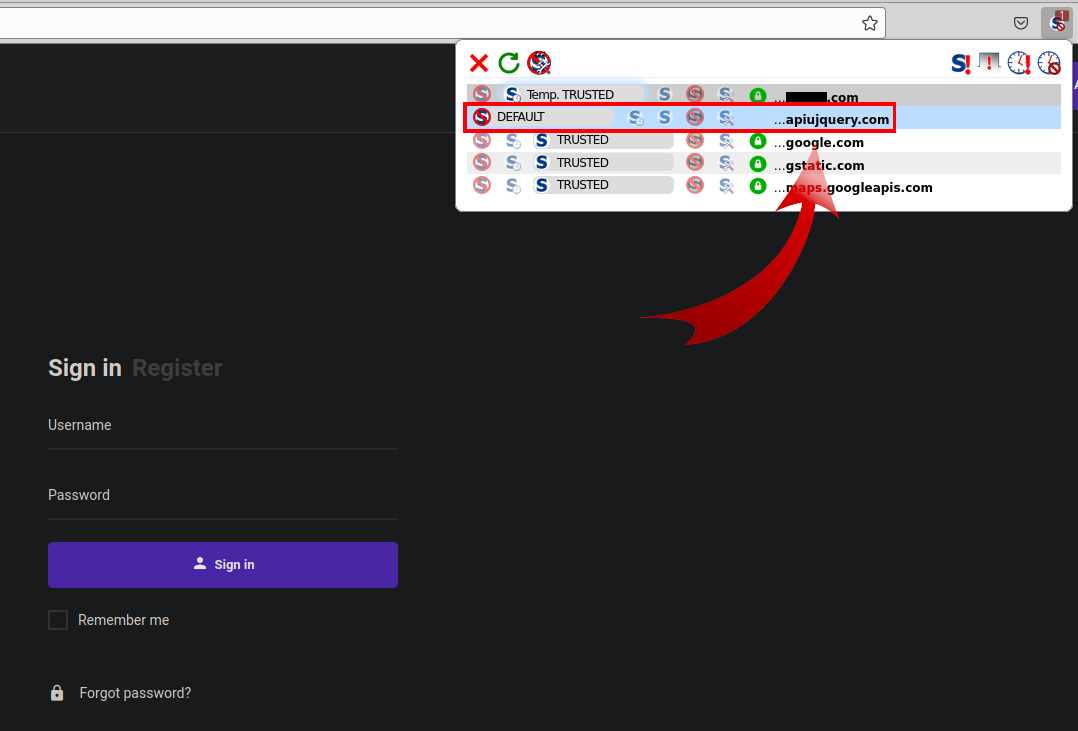 1
Temp. TRUSTED ….com
DEFAULT …apiujquery.com
TRUSTED …google.com
TRUSTED …gstatic.com
TRUSTED …maps.googleapis.com
A
Sign in Register
Username
Password
Sign in
Remember me
Forgot password?